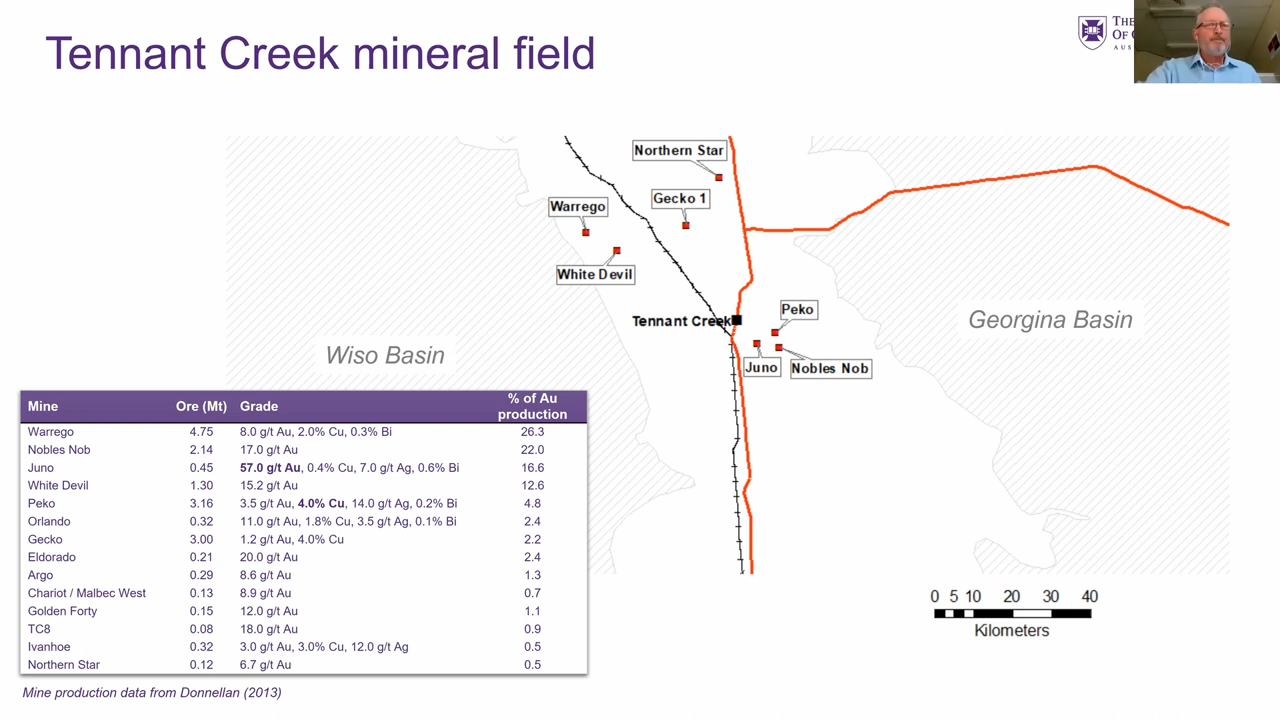 Tennant Creek mineral field
The
Of
AUS
Northern Star
Gecko 1
Warrego
White Devil
Tennant Creek
Peko
Juno
Nobles Nob
Georgina Basin
Wiso Basin
Mine Ore (Mt) Grade % of Au production
Warrego 4.75 8.0 g/t Au, 2.0% Cu, 0.3% Bi 26.3
Nobles Nob 2.14 17.0 g/t Au 22.0
Juno 0.45 57.0 g/t Au, 0.4% Cu, 7.0 g/t Ag, 0.6% Bi 16.6
White Devil 1.30 15.2 g/t Au 12.6
Peko 3.16 3.5 g/t Au, 4.0% Cu, 14.0 g/t Ag, 0.2% Bi 4.8
Orlando 0.32 11.0 g/t Au, 1.8% Cu, 3.5 g/t Ag, 0.1% Bi 2.4
Gecko 3.00 1.2 g/t Au, 4.0% Cu 2.2
Eldorado 0.21 20.0 g/t Au 2.4
Argo 0.29 8.6 g/t Au 1.3
Chariot / Malbec West 0.13 8.9 g/t Au 0.7
Golden Forty 0.15 12.0 g/t Au 1.1
TC8 0.08 18.0 g/t Au 0.9
Ivanhoe 0.32 3.0 g/t Au, 3.0% Cu, 12.0 g/t Ag 0.5
Northern Star 0.12 6.7 g/t Au 0.5
0 5 10 20 30 40
Kilometers
Mine production data from Donnellan (2013)